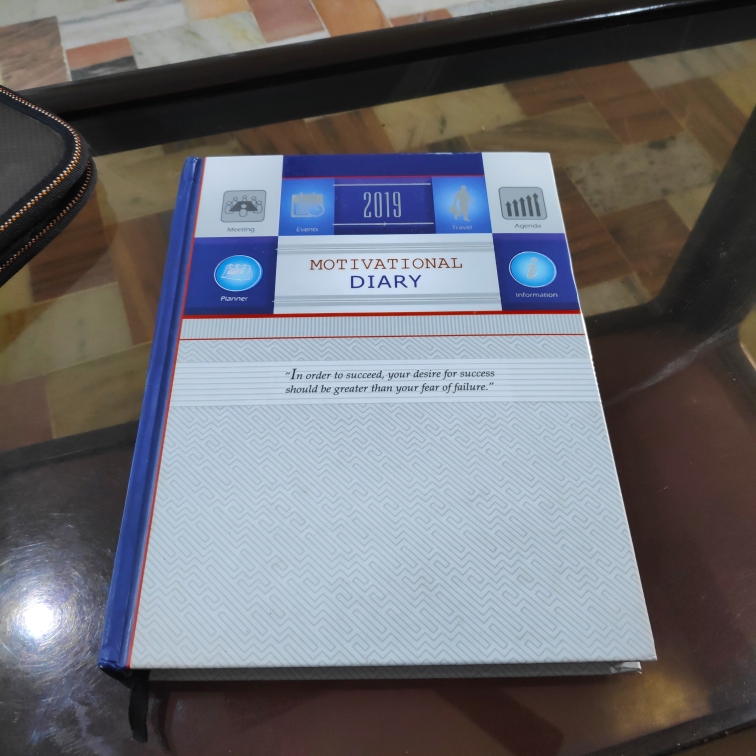 2019
Meeting
Events
Travel
Agenda
MOTIVATIONAL
DIARY
Planner
Information
“In order to succeed, your desire for success
should be greater than your fear of failure.”